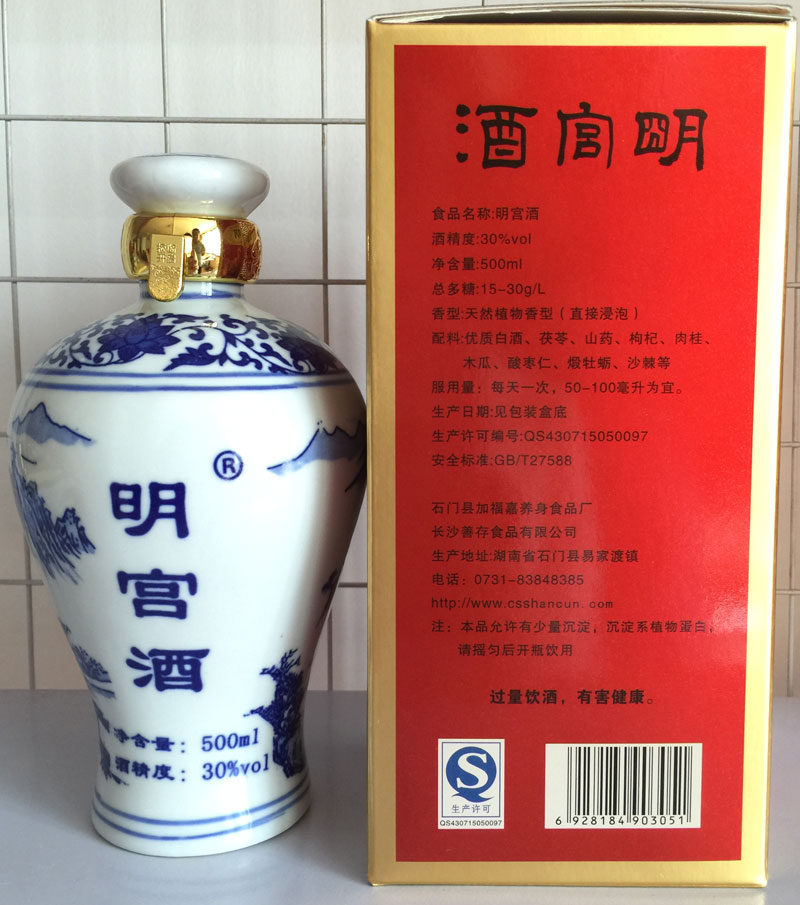 明
宫
酒
®
净含量：500ml
酒精度：30%vol
酒宫明
食品名称:明宫酒
酒精度:30%vol
净含量:500ml
总多糖:15-30g/L
香型:天然植物香型（直接浸泡）
配料:优质白酒、茯苓、山药、枸杞、肉桂、
木瓜、酸枣仁、煅牡蛎、沙棘等
服用量：每天一次，50-100毫升为宜。
生产日期:见包装盒底
生产许可编号:QS430715050097
安全标准:GB/T27588
石门县加福嘉养身食品厂
长沙善存食品有限公司
生产地址:湖南省石门县易家渡镇
电话：0731-83848385
http://www.csshancun.com
注：本品允许有少量沉淀，沉淀系植物蛋白，
请摇匀后开瓶饮用
过量饮酒，有害健康。
S
生产许可
QS430715050097
6 928184 903051